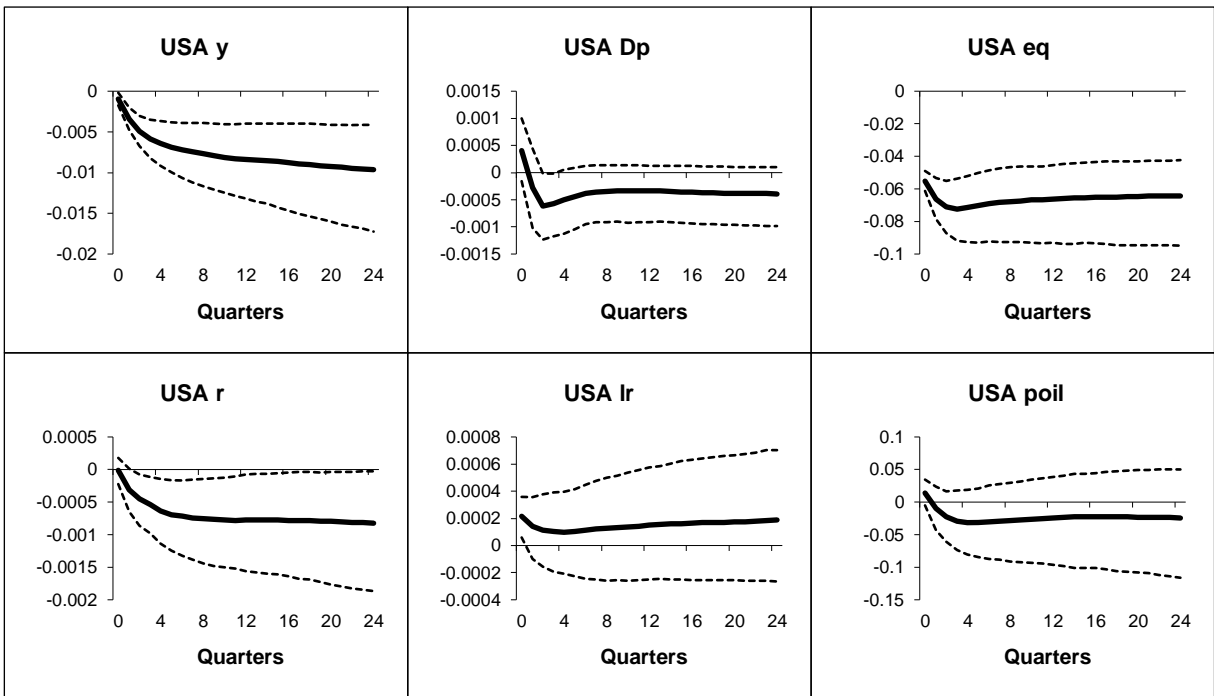 USA y
0
-0.005
-0.01
-0.015
-0.02
0 4 8 12 16 20 24
Quarters
USA Dp
0.0015
0.001
0.0005
0
-0.0005
-0.001
-0.0015
0 4 8 12 16 20 24
Quarters
USA eq
0
-0.02
-0.04
-0.06
-0.08
-0.1
0 4 8 12 16 20 24
Quarters
USA r
0.0005
0
-0.0005
-0.001
-0.0015
-0.002
0 4 8 12 16 20 24
Quarters
USA lr
0.0008
0.0006
0.0004
0.0002
0
-0.0002
-0.0004
0 4 8 12 16 20 24
Quarters
USA poil
0.1
0.05
0
-0.05
-0.1
-0.15
0 4 8 12 16 20 24
Quarters